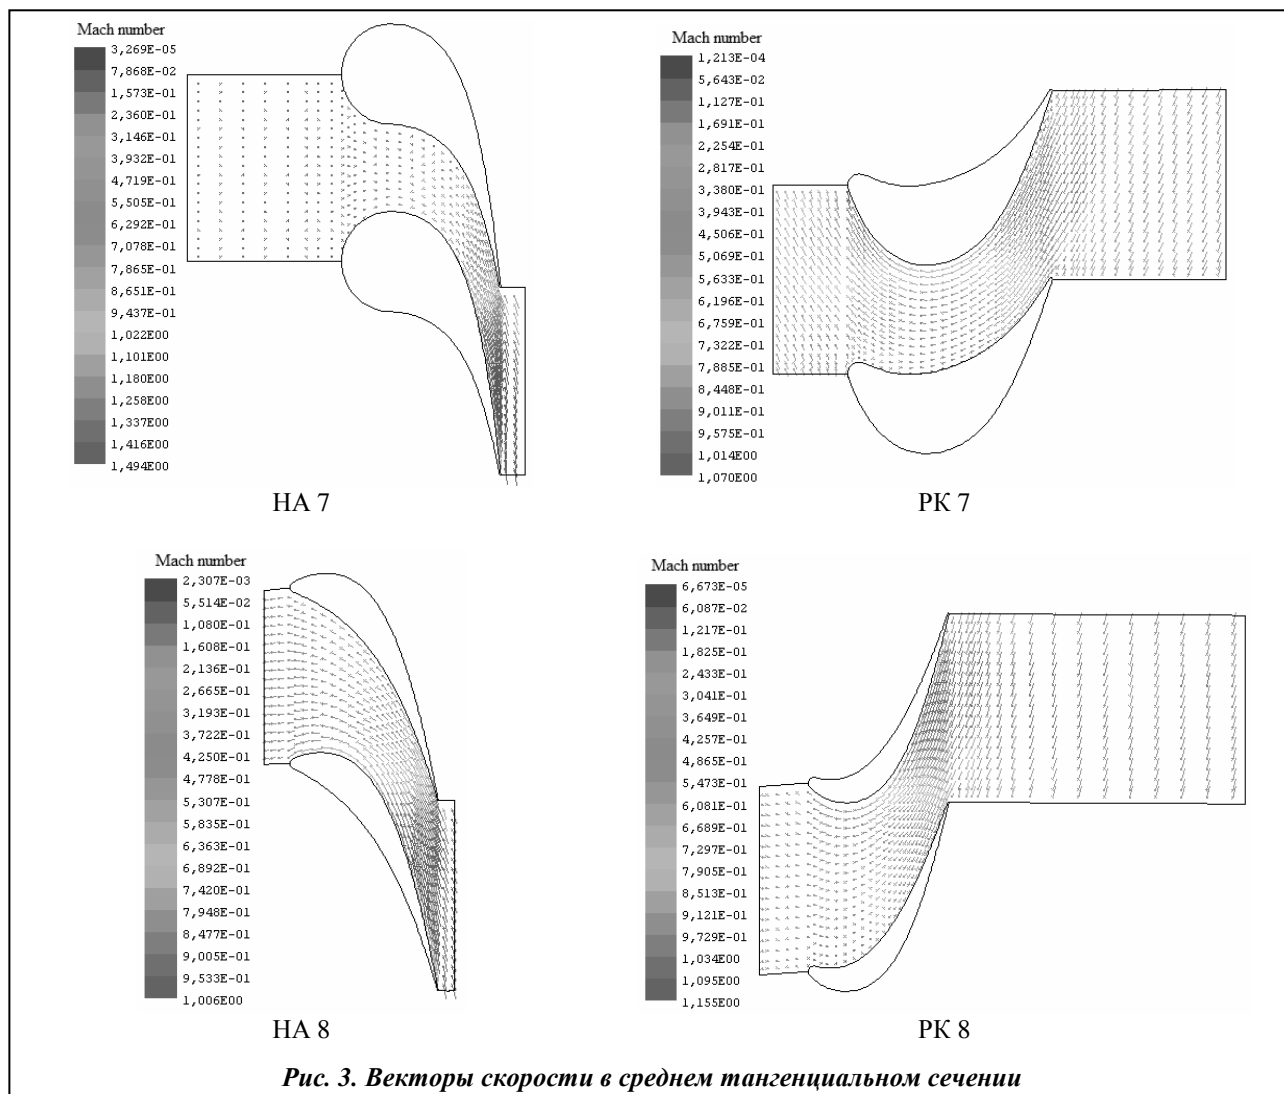 Mach number
3,269E-05
7,868E-02
1,573E-01
2,360E-01
3,146E-01
3,932E-01
4,719E-01
5,505E-01
6,292E-01
7,078E-01
7,865E-01
8,651E-01
9,437E-01
1,022E00
1,101E00
1,180E00
1,258E00
1,337E00
1,416E00
1,494E00
НА 7
Mach number
1,213E-04
5,643E-02
1,127E-01
1,691E-01
2,254E-01
2,817E-01
3,380E-01
3,943E-01
4,506E-01
5,069E-01
5,633E-01
6,196E-01
6,759E-01
7,322E-01
7,885E-01
8,448E-01
9,011E-01
9,575E-01
1,014E00
1,070E00
РК 7
Mach number
2,307E-03
5,514E-02
1,080E-01
1,608E-01
2,136E-01
2,665E-01
3,193E-01
3,722E-01
4,250E-01
4,778E-01
5,307E-01
5,835E-01
6,363E-01
6,892E-01
7,420E-01
7,948E-01
8,477E-01
9,005E-01
9,533E-01
1,006E00
НА 8
Mach number
6,673E-05
6,087E-02
1,217E-01
1,825E-01
2,433E-01
3,041E-01
3,649E-01
4,257E-01
4,865E-01
5,473E-01
6,081E-01
6,689E-01
7,297E-01
7,905E-01
8,513E-01
9,121E-01
9,729E-01
1,034E00
1,095E00
1,155E00
РК 8
Рис. 3. Векторы скорости в среднем тангенциальном сечении